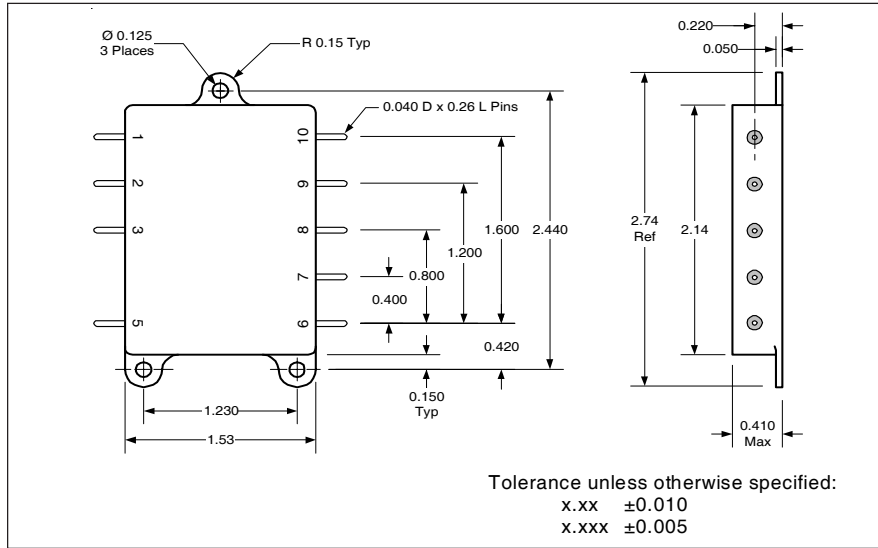 Ø 0.125
3 Places
R 0.15 Typ
0.040 D x 0.26 L Pins
1
2
3
5
10
9
8
7
6
0.400
0.800
1.200
1.600
2.440
0.420
0.150
Typ
1.230
1.53
0.220
0.050
2.74
Ref
2.14
0.410
Max
Tolerance unless otherwise specified:
x.xx ±0.010
x.xxx ±0.005